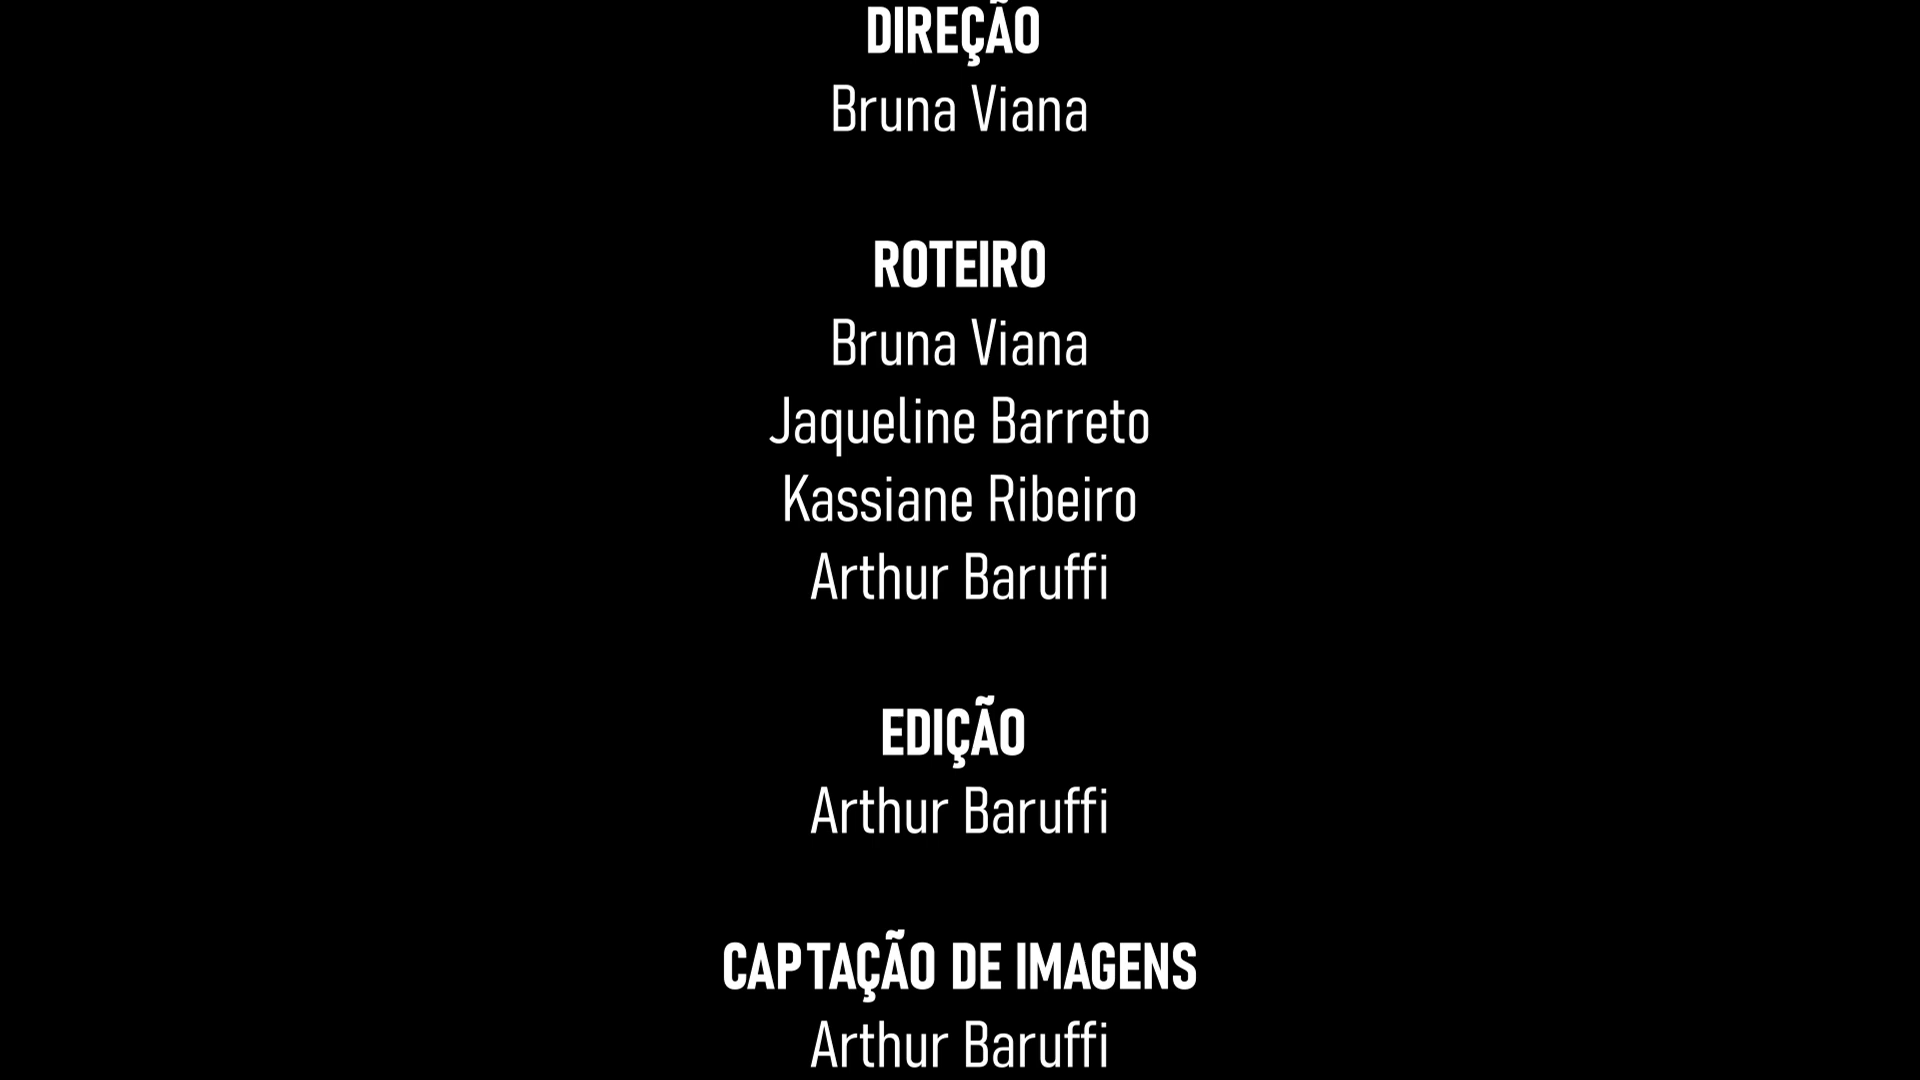 DIREÇÃO
Bruna Viana
ROTEIRO
Bruna Viana
Jaqueline Barreto
Kassiane Ribeiro
Arthur Baruffi
EDIÇÃO
Arthur Baruffi
CAPTAÇÃO DE IMAGENS
Arthur Baruffi